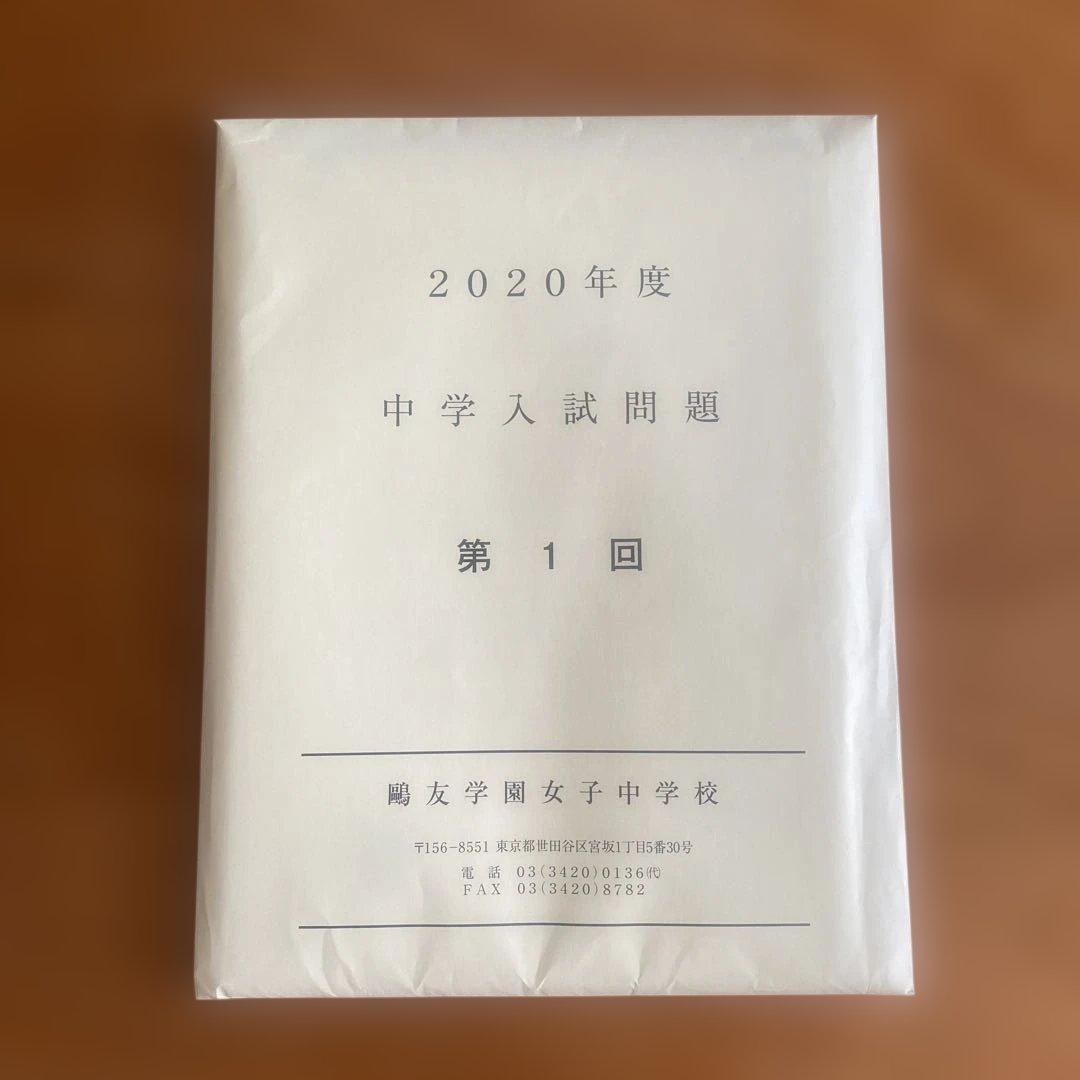 2020年度
中学入試問題
第1回
鷗友学園女子中学校
〒156-8551 東京都世田谷区宮坂1丁目5番30号
電話 03(3420)0136㈹
FAX 03(3420)8782